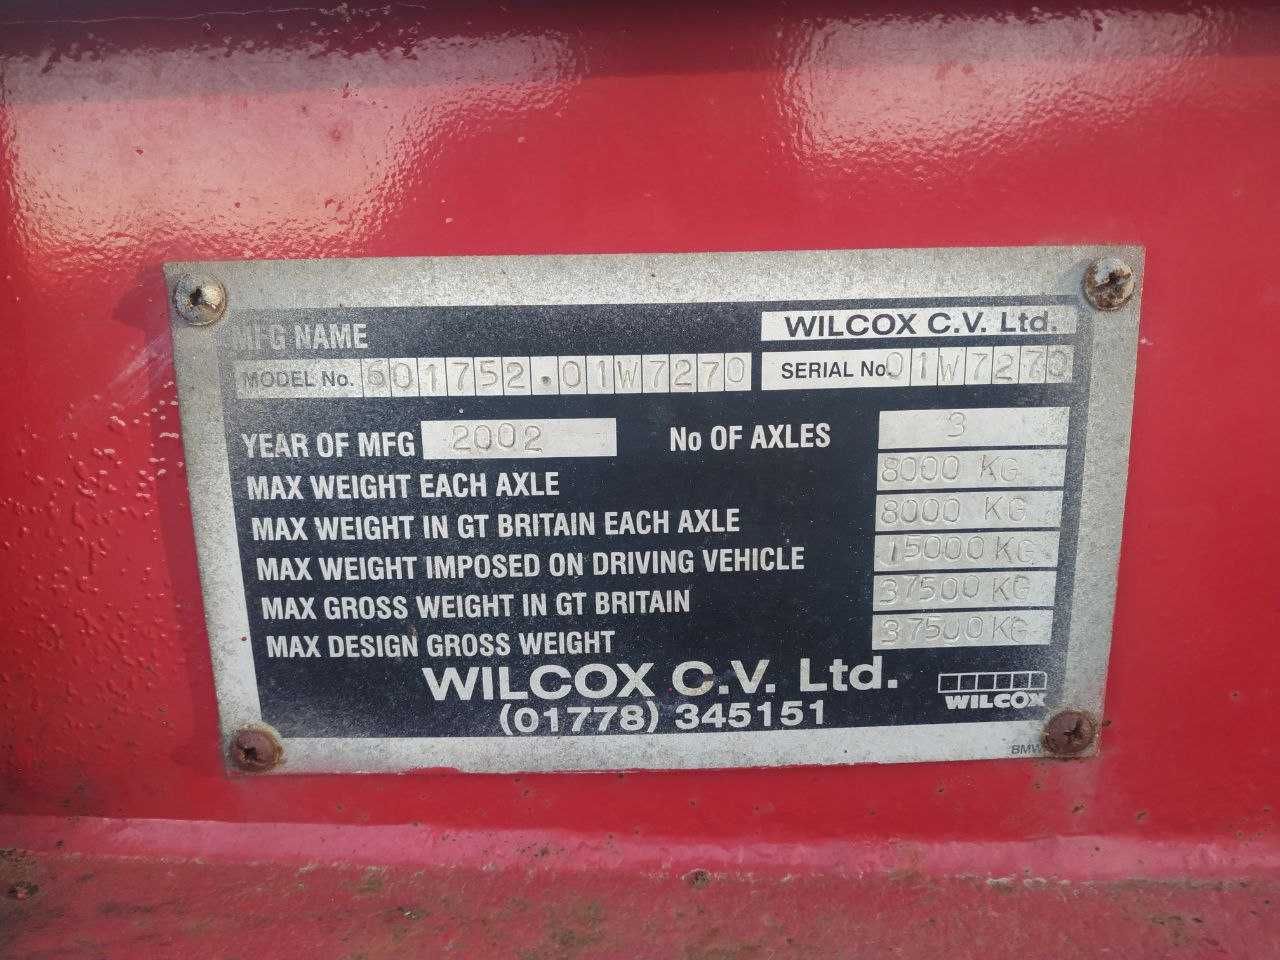 MFG NAME WILCOX C.V. Ltd.
MODEL No. 601752.01W7270 SERIAL No. 01W7270
YEAR OF MFG 2002 No OF AXLES 3
MAX WEIGHT EACH AXLE 8000 KG
MAX WEIGHT IN GT BRITAIN EACH AXLE 8000 KG
MAX WEIGHT IMPOSED ON DRIVING VEHICLE 15000 KG
MAX GROSS WEIGHT IN GT BRITAIN 37500 KG
MAX DESIGN GROSS WEIGHT 37500 KG
WILCOX C.V. Ltd.
(01778) 345151
WILCOX
BMW